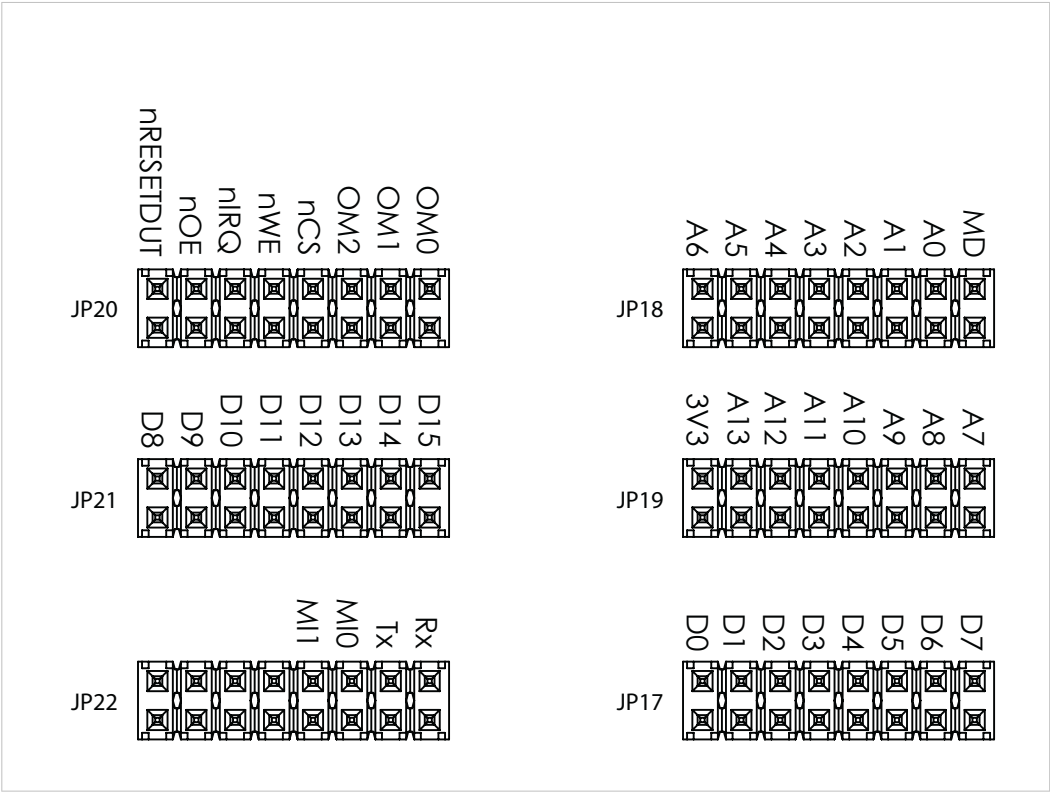 nRESETDUT nOE nIRQ nWE nCS OM2 OM1 OM0
JP20
A6 A5 A4 A3 A2 A1 A0 MD
JP18
D8 D9 D10 D11 D12 D13 D14 D15
JP21
3V3 A13 A12 A11 A10 A9 A8 A7
JP19
MI1 MI0 Tx Rx
JP22
D0 D1 D2 D3 D4 D5 D6 D7
JP17